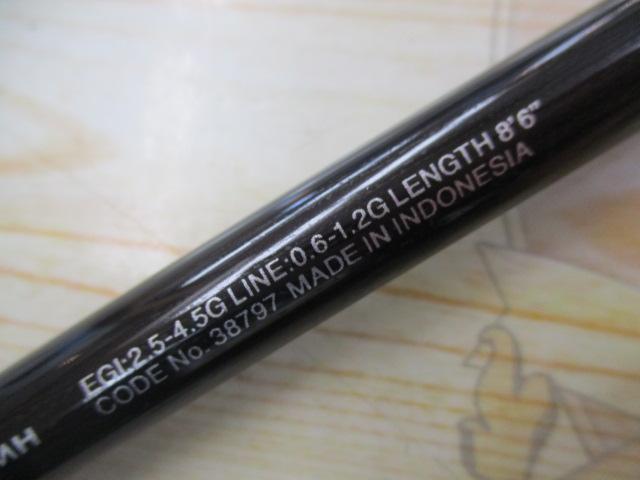 EGI:2.5-4.5G LINE:0.6-1.2G LENGTH 8'6"
CODE No. 38797 MADE IN INDONESIA
MH